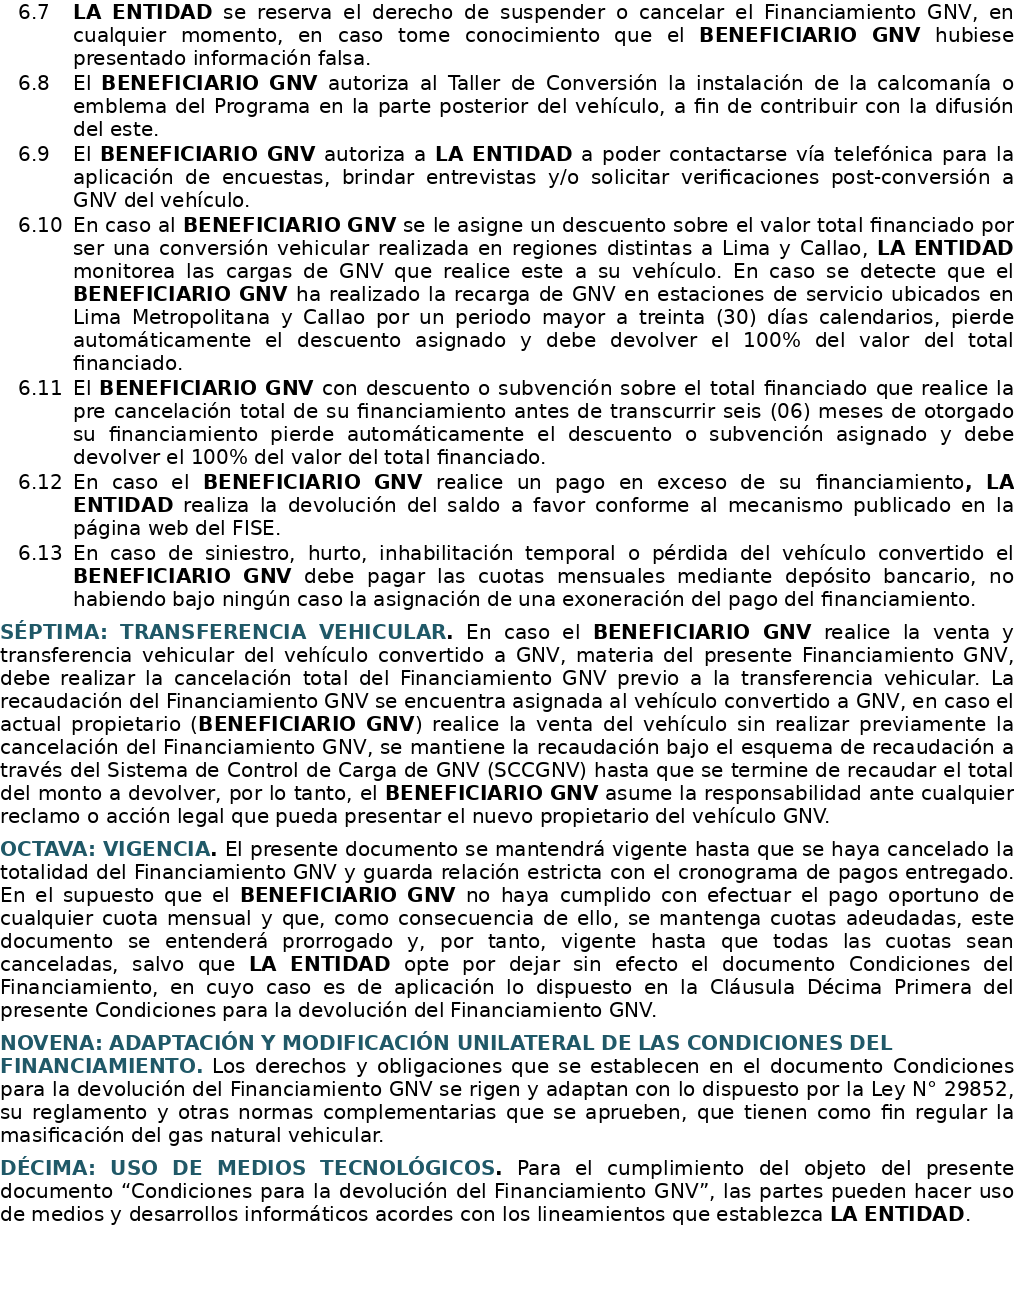 6.7 LA ENTIDAD se reserva el derecho de suspender o cancelar el Financiamiento GNV, en
cualquier momento, en caso tome conocimiento que el BENEFICIARIO GNV hubiese
presentado información falsa.
6.8 El BENEFICIARIO GNV autoriza al Taller de Conversión la instalación de la calcomanía o
emblema del Programa en la parte posterior del vehículo, a fin de contribuir con la difusión
del este.
6.9 El BENEFICIARIO GNV autoriza a LA ENTIDAD a poder contactarse vía telefónica para la
aplicación de encuestas, brindar entrevistas y/o solicitar verificaciones post-conversión a
GNV del vehículo.
6.10 En caso al BENEFICIARIO GNV se le asigne un descuento sobre el valor total financiado por
ser una conversión vehicular realizada en regiones distintas a Lima y Callao, LA ENTIDAD
monitorea las cargas de GNV que realice este a su vehículo. En caso se detecte que el
BENEFICIARIO GNV ha realizado la recarga de GNV en estaciones de servicio ubicados en
Lima Metropolitana y Callao por un periodo mayor a treinta (30) días calendarios, pierde
automáticamente el descuento asignado y debe devolver el 100% del valor del total
financiado.
6.11 El BENEFICIARIO GNV con descuento o subvención sobre el total financiado que realice la
pre cancelación total de su financiamiento antes de transcurrir seis (06) meses de otorgado
su financiamiento pierde automáticamente el descuento o subvención asignado y debe
devolver el 100% del valor del total financiado.
6.12 En caso el BENEFICIARIO GNV realice un pago en exceso de su financiamiento, LA
ENTIDAD realiza la devolución del saldo a favor conforme al mecanismo publicado en la
página web del FISE.
6.13 En caso de siniestro, hurto, inhabilitación temporal o pérdida del vehículo convertido el
BENEFICIARIO GNV debe pagar las cuotas mensuales mediante depósito bancario, no
habiendo bajo ningún caso la asignación de una exoneración del pago del financiamiento.
SÉPTIMA: TRANSFERENCIA VEHICULAR. En caso el BENEFICIARIO GNV realice la venta y
transferencia vehicular del vehículo convertido a GNV, materia del presente Financiamiento GNV,
debe realizar la cancelación total del Financiamiento GNV previo a la transferencia vehicular. La
recaudación del Financiamiento GNV se encuentra asignada al vehículo convertido a GNV, en caso el
actual propietario (BENEFICIARIO GNV) realice la venta del vehículo sin realizar previamente la
cancelación del Financiamiento GNV, se mantiene la recaudación bajo el esquema de recaudación a
través del Sistema de Control de Carga de GNV (SCCGNV) hasta que se termine de recaudar el total
del monto a devolver, por lo tanto, el BENEFICIARIO GNV asume la responsabilidad ante cualquier
reclamo o acción legal que pueda presentar el nuevo propietario del vehículo GNV.
OCTAVA: VIGENCIA. El presente documento se mantendrá vigente hasta que se haya cancelado la
totalidad del Financiamiento GNV y guarda relación estricta con el cronograma de pagos entregado.
En el supuesto que el BENEFICIARIO GNV no haya cumplido con efectuar el pago oportuno de
cualquier cuota mensual y que, como consecuencia de ello, se mantenga cuotas adeudadas, este
documento se entenderá prorrogado y, por tanto, vigente hasta que todas las cuotas sean
canceladas, salvo que LA ENTIDAD opte por dejar sin efecto el documento Condiciones del
Financiamiento, en cuyo caso es de aplicación lo dispuesto en la Cláusula Décima Primera del
presente Condiciones para la devolución del Financiamiento GNV.
NOVENA: ADAPTACIÓN Y MODIFICACIÓN UNILATERAL DE LAS CONDICIONES DEL
FINANCIAMIENTO. Los derechos y obligaciones que se establecen en el documento Condiciones
para la devolución del Financiamiento GNV se rigen y adaptan con lo dispuesto por la Ley N° 29852,
su reglamento y otras normas complementarias que se aprueben, que tienen como fin regular la
masificación del gas natural vehicular.
DÉCIMA: USO DE MEDIOS TECNOLÓGICOS. Para el cumplimiento del objeto del presente
documento “Condiciones para la devolución del Financiamiento GNV”, las partes pueden hacer uso
de medios y desarrollos informáticos acordes con los lineamientos que establezca LA ENTIDAD.